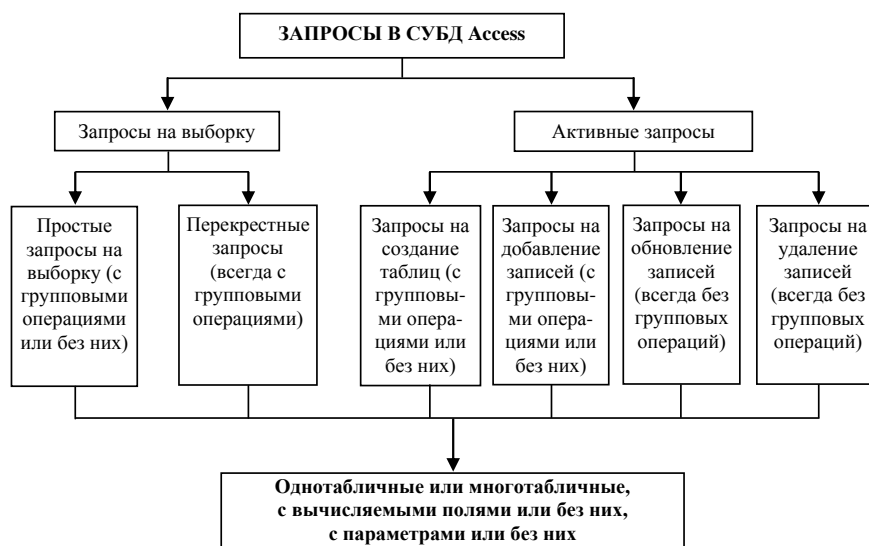 ЗАПРОСЫ В СУБД Access
Запросы на выборку
Активные запросы
Простые
запросы на
выборку (с
групповыми
операциями
или без них)
Перекрестные
запросы
(всегда с
групповыми
операциями)
Запросы на
создание
таблиц (с
групповы-
ми опера-
циями или
без них)
Запросы на
добавление
записей (с
групповы-
ми опера-
циями или
без них)
Запросы на
обновление
записей
(всегда без
групповых
операций)
Запросы на
удаление
записей
(всегда без
групповых
операций)
Однотабличные или многотабличные,
с вычисляемыми полями или без них,
с параметрами или без них